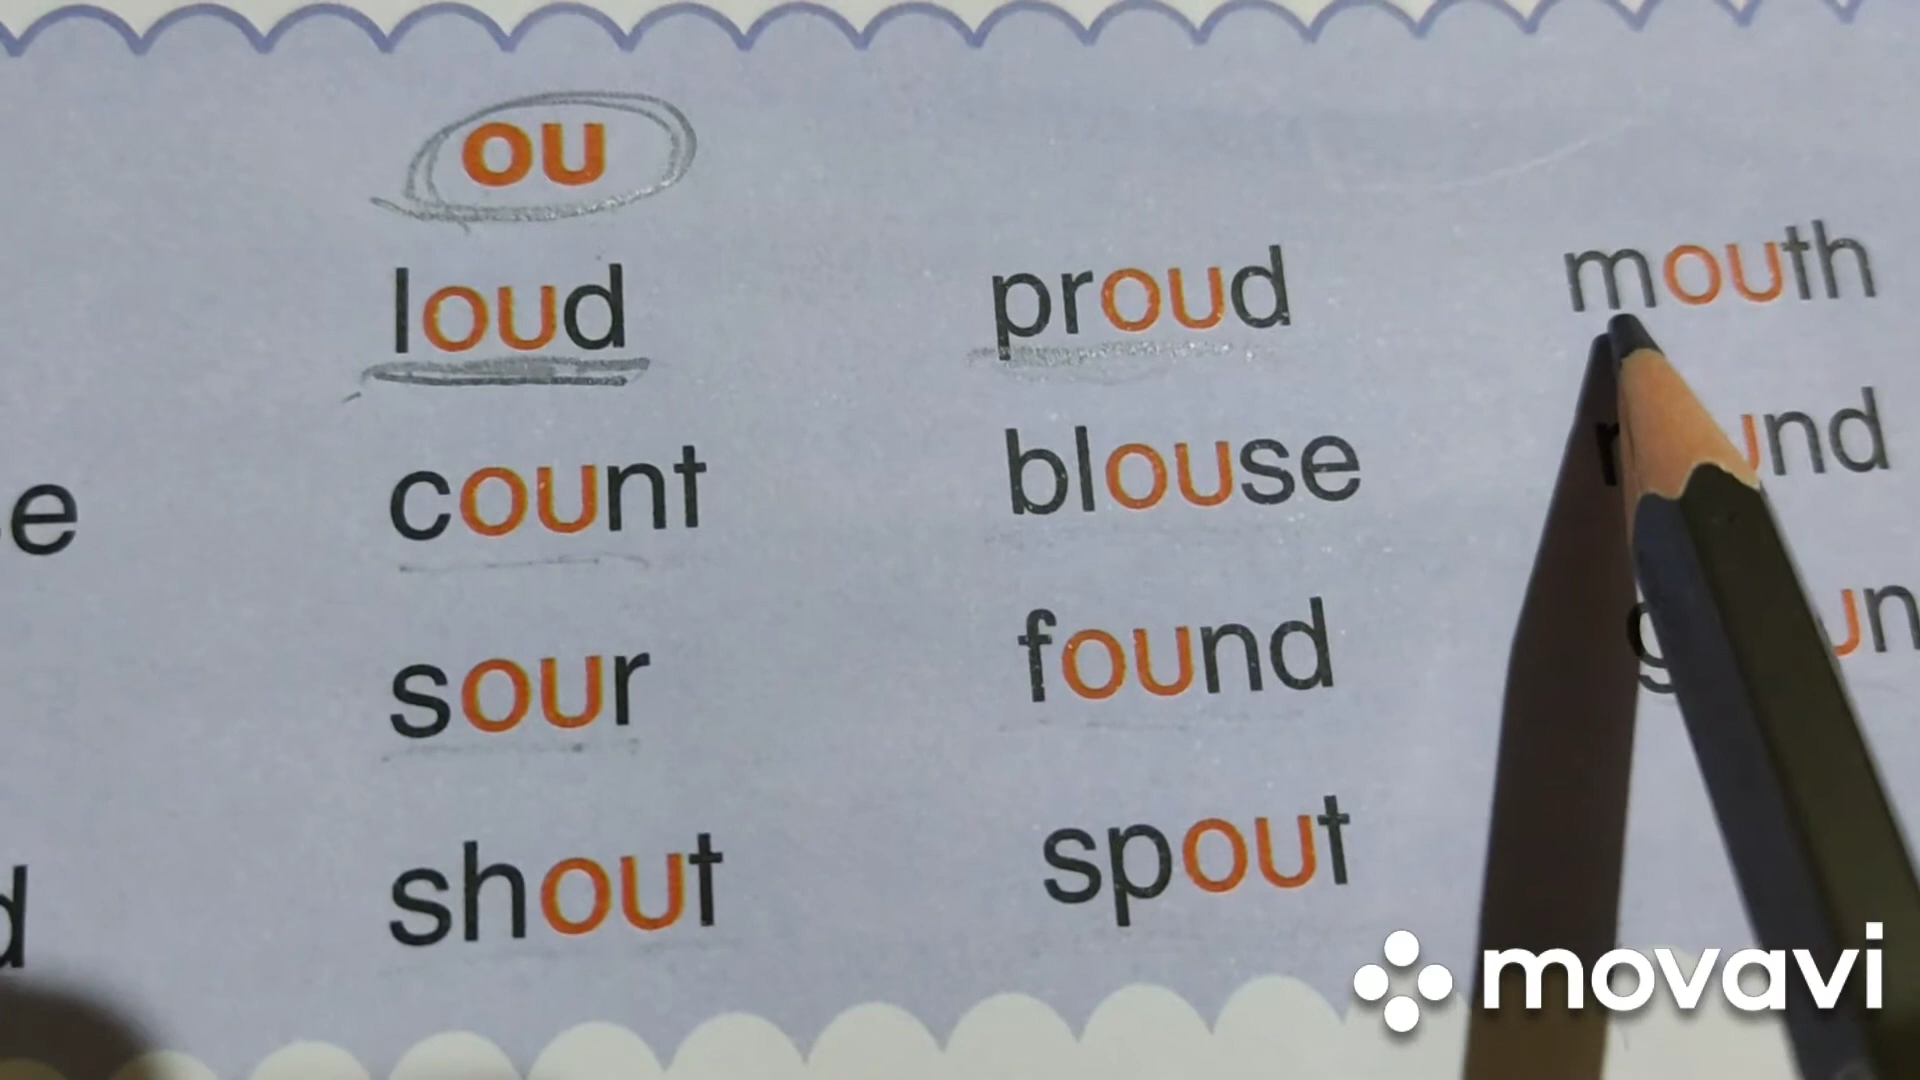 ou
loud proud mouth
count blouse
sour found
shout spout
movavi